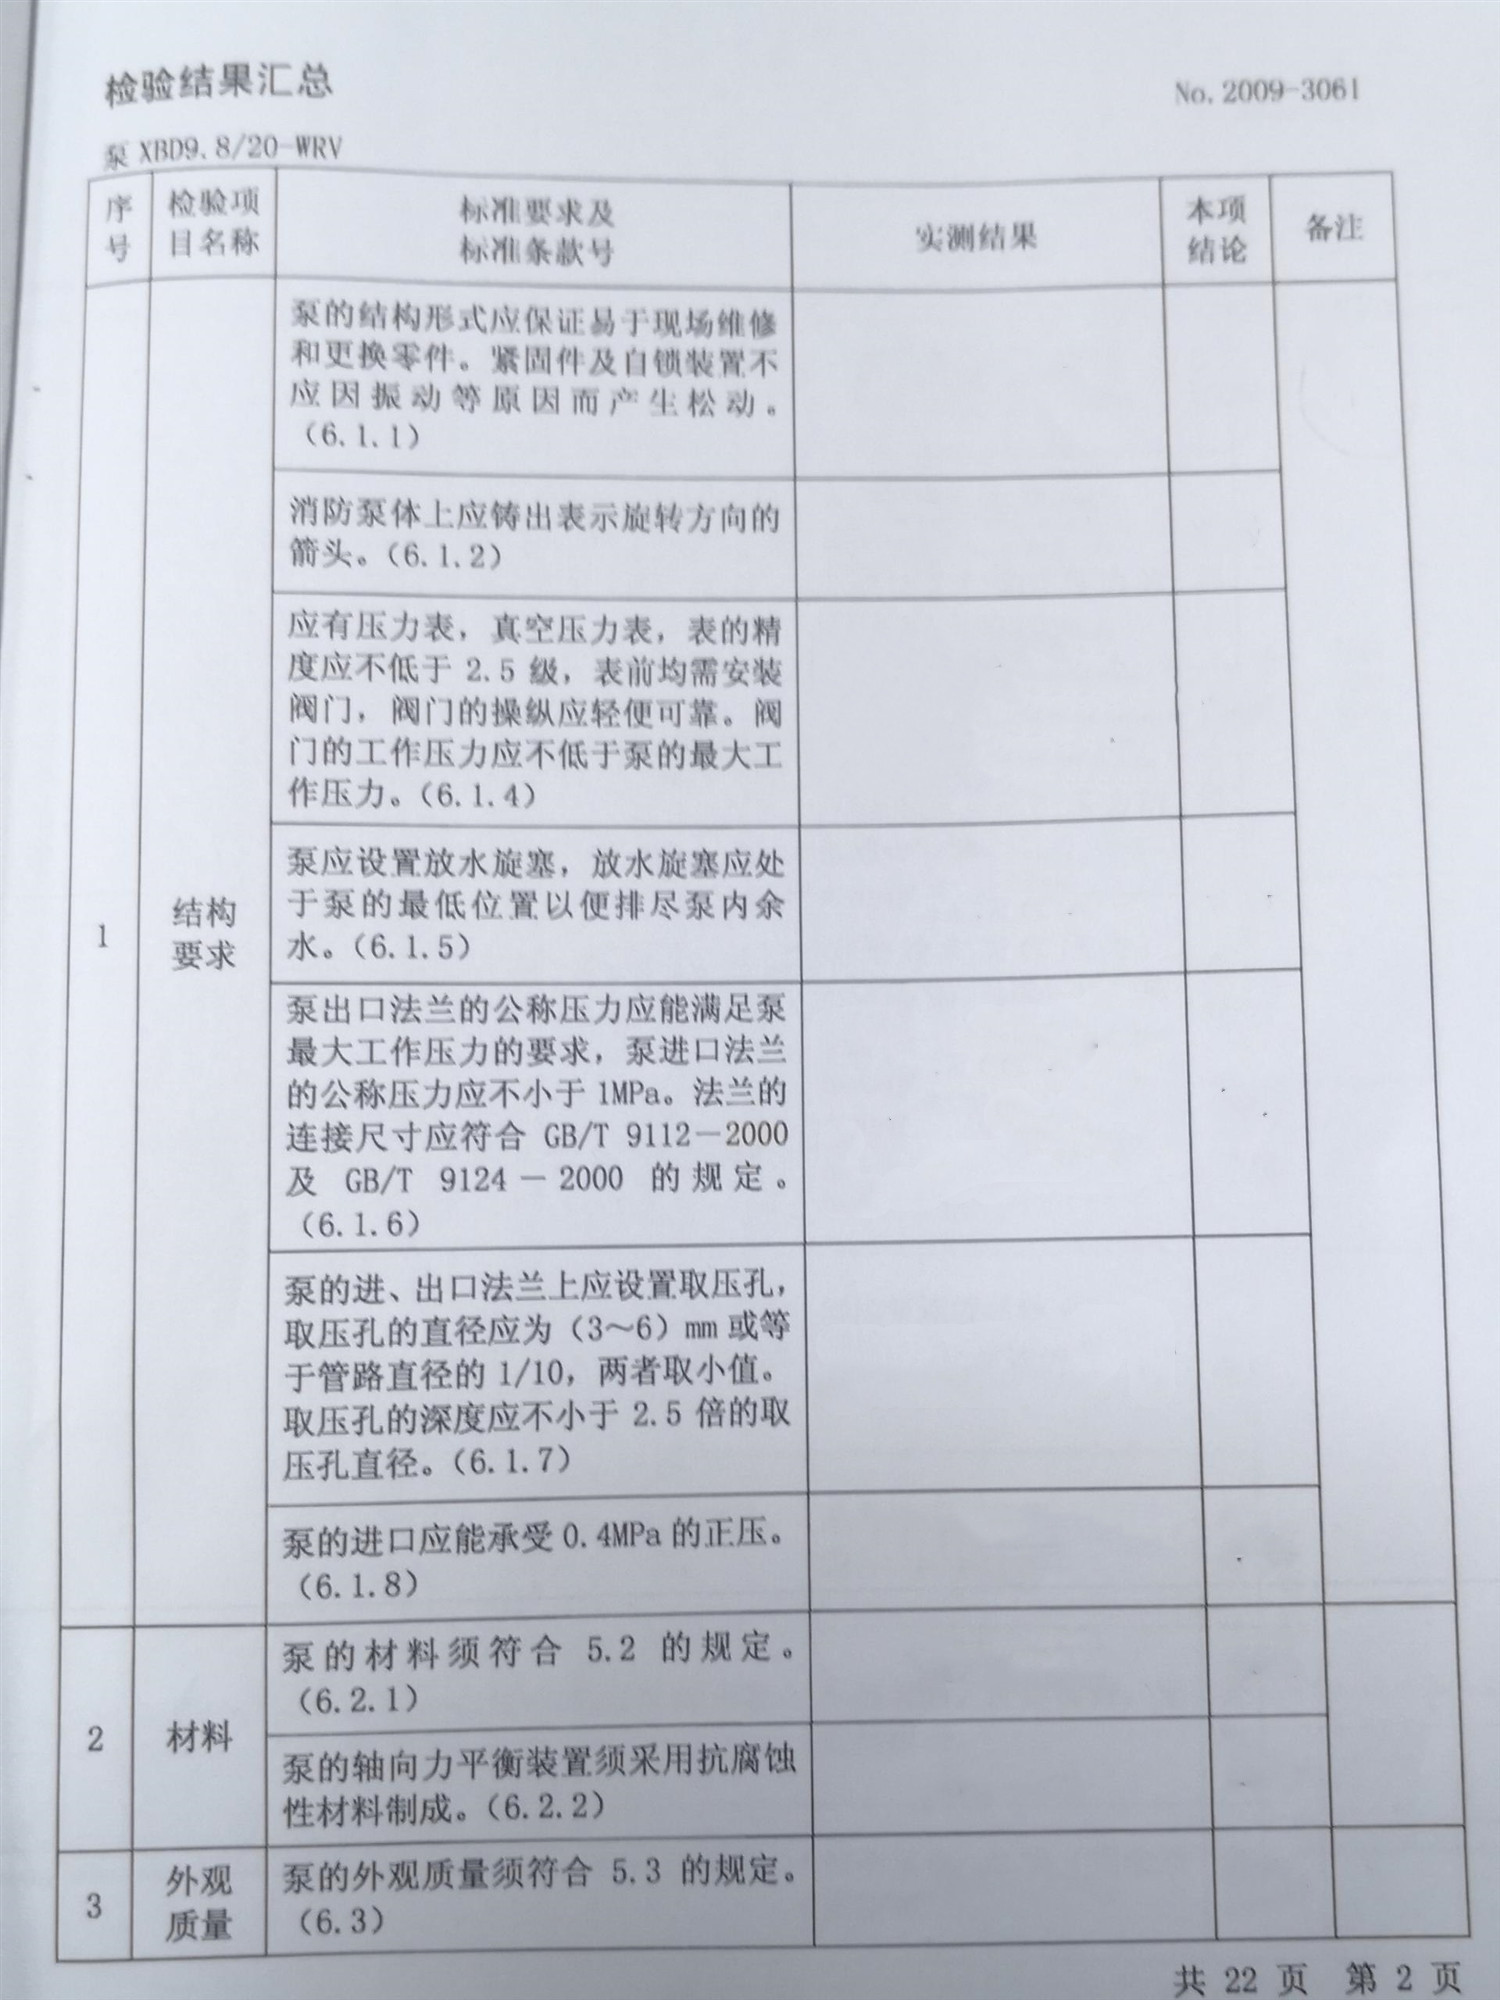 检验结果汇总
No.2009-3061
泵 XBD9.8/20-WRV
序号
检验项目名称
标准要求及
标准条款号
实测结果
本项结论
备注
1
结构
要求
泵的结构形式应保证易于现场维修
和更换零件。紧固件及自锁装置不
应因振动等原因而产生松动。
(6.1.1)
消防泵体上应铸出表示旋转方向的
箭头。(6.1.2)
应有压力表，真空压力表，表的精
度应不低于 2.5 级，表前均需安装
阀门，阀门的操纵应轻便可靠。阀
门的工作压力应不低于泵的最大工
作压力。(6.1.4)
泵应设置放水旋塞，放水旋塞应处
于泵的最低位置以便排尽泵内余
水。(6.1.5)
泵出口法兰的公称压力应能满足泵
最大工作压力的要求，泵进口法兰
的公称压力应不小于 1MPa。法兰的
连接尺寸应符合 GB/T 9112－2000
及 GB/T 9124－2000 的规定。
(6.1.6)
泵的进、出口法兰上应设置取压孔，
取压孔的直径应为（3～6）mm 或等
于管路直径的 1/10，两者取小值。
取压孔的深度应不小于 2.5 倍的取
压孔直径。(6.1.7)
泵的进口应能承受 0.4MPa 的正压。
(6.1.8)
2
材料
泵的材料须符合 5.2 的规定。
(6.2.1)
泵的轴向力平衡装置须采用抗腐蚀
性材料制成。(6.2.2)
3
外观
质量
泵的外观质量须符合 5.3 的规定。
(6.3)
共 22 页 第 2 页